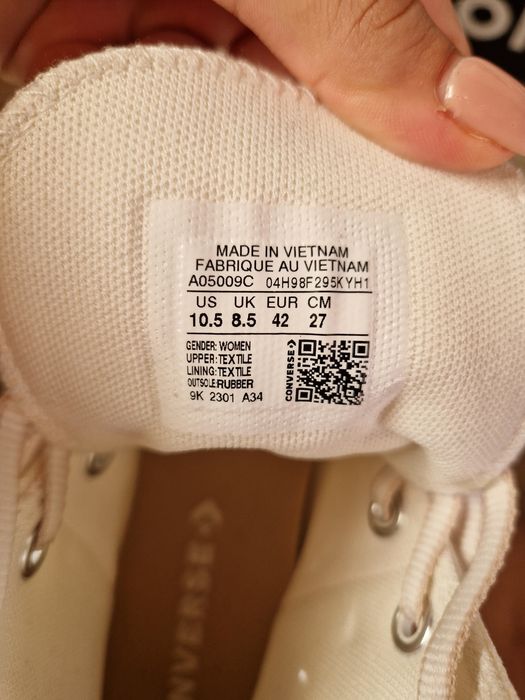 MADE IN VIETNAM
FABRIQUE AU VIETNAM
A05009C 04H98F295KYH1
US UK EUR CM
10.5 8.5 42 27
GENDER: WOMEN
UPPER: TEXTILE
LINING: TEXTILE
OUTSOLE:RUBBER
9K 2301 A34
CONVERSE
NVERSE